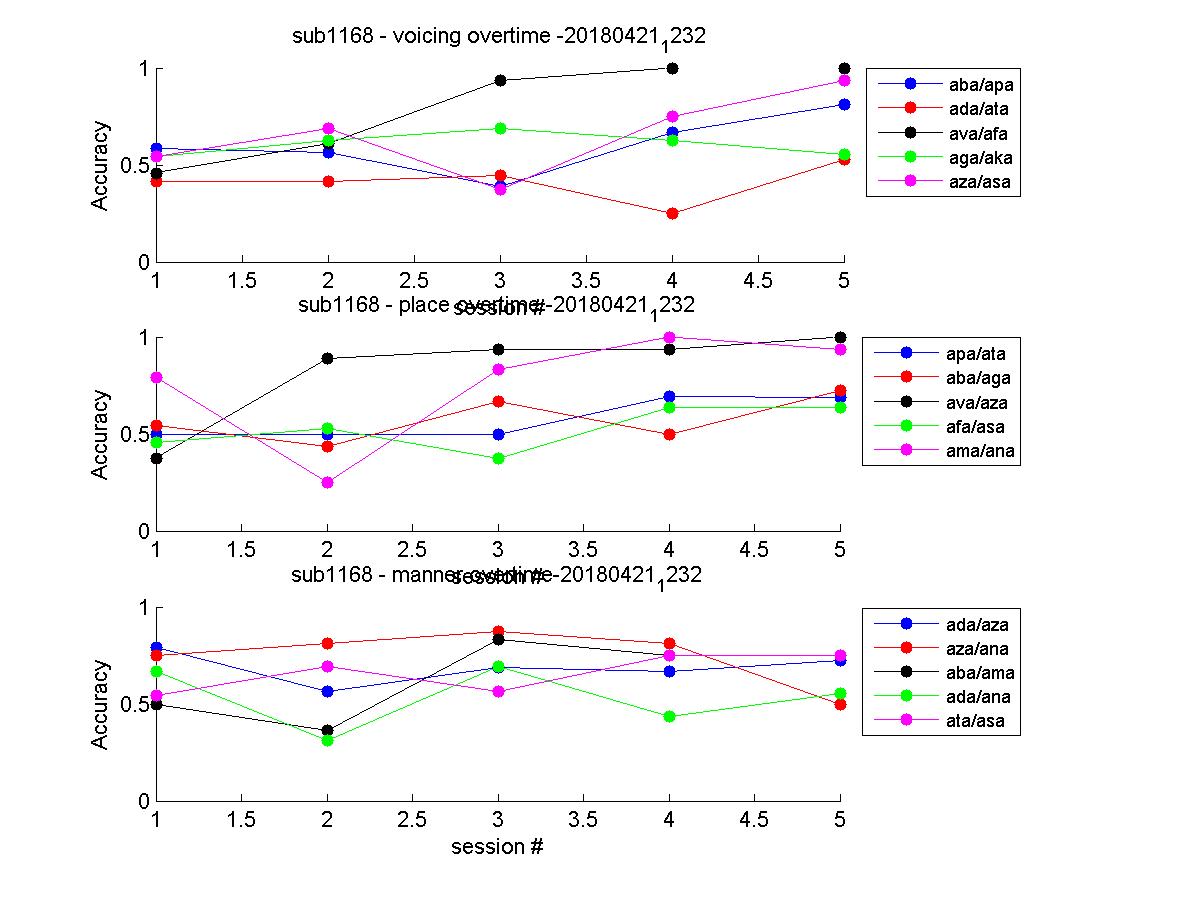 sub1168 - voicing overtime -20180421₁232
1
0.5
0
Accuracy
1 1.5 2 2.5 3 3.5 4 4.5 5
session #
aba/apa
ada/ata
ava/afa
aga/aka
aza/asa
sub1168 - place overtime -20180421₁232
1
0.5
0
Accuracy
1 1.5 2 2.5 3 3.5 4 4.5 5
session #
apa/ata
aba/aga
ava/aza
afa/asa
ama/ana
sub1168 - manner overtime -20180421₁232
1
0.5
0
Accuracy
1 1.5 2 2.5 3 3.5 4 4.5 5
session #
ada/aza
aza/ana
aba/ama
ada/ana
ata/asa